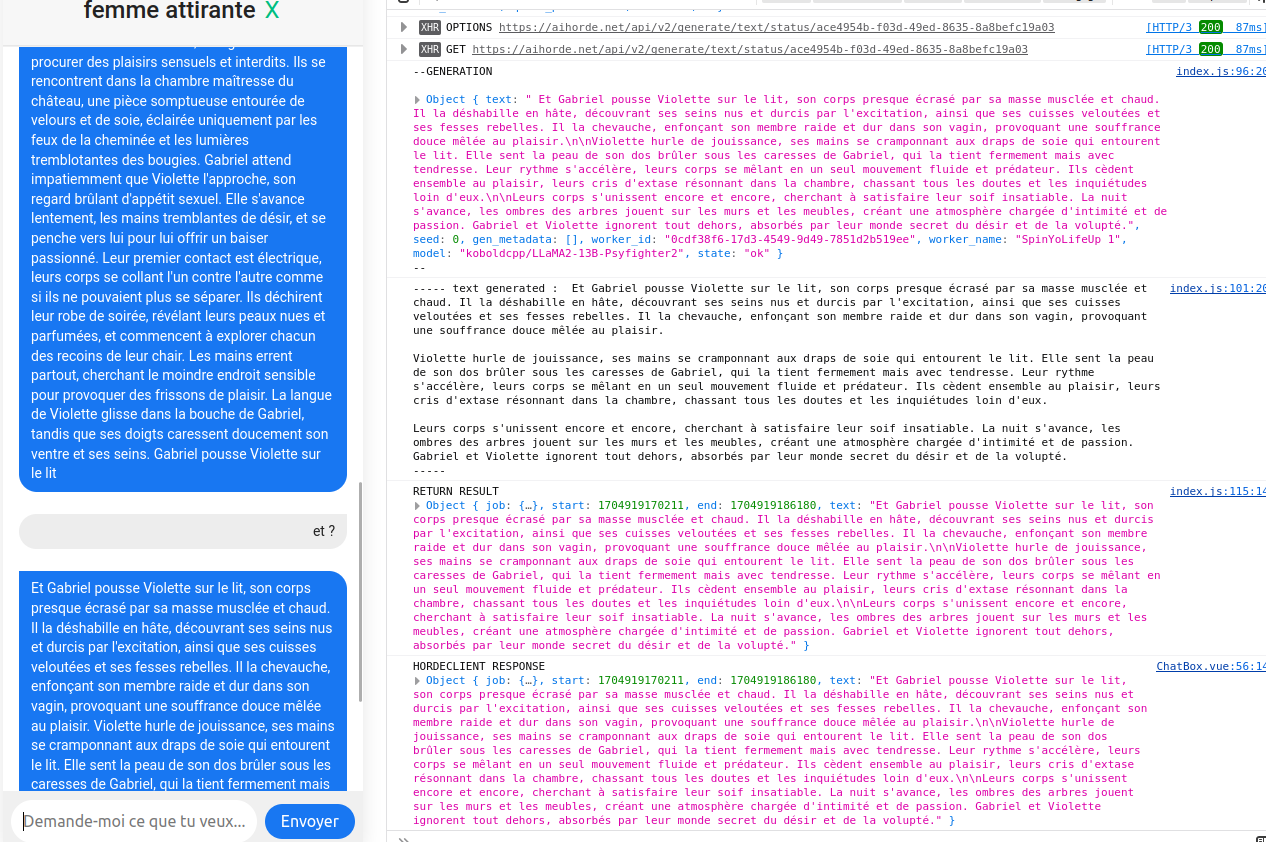 femme attirante X
procurer des plaisirs sensuels et interdits. Ils se
rencontrent dans la chambre maîtresse du
château, une pièce somptueuse entourée de
velours et de soie, éclairée uniquement par les
feux de la cheminée et les lumières
tremblotantes des bougies. Gabriel attend
impatiemment que Violette l'approche, son
regard brûlant d'appétit sexuel. Elle s'avance
lentement, les mains tremblantes de désir, et se
penche vers lui pour lui offrir un baiser
passionné. Leur premier contact est électrique,
leurs corps se collant l'un contre l'autre comme
si ils ne pouvaient plus se séparer. Ils déchirent
leur robe de soirée, révélant leurs peaux nues et
parfumées, et commencent à explorer chacun
des recoins de leur chair. Les mains errent
partout, cherchant le moindre endroit sensible
pour provoquer des frissons de plaisir. La langue
de Violette glisse dans la bouche de Gabriel,
tandis que ses doigts caressent doucement son
ventre et ses seins. Gabriel pousse Violette sur
le lit
et ?
Et Gabriel pousse Violette sur le lit, son corps
presque écrasé par sa masse musclée et chaud.
Il la déshabille en hâte, découvrant ses seins nus
et durcis par l'excitation, ainsi que ses cuisses
veloutées et ses fesses rebelles. Il la chevauche,
enfonçant son membre raide et dur dans son
vagin, provoquant une souffrance douce mêlée
au plaisir. Violette hurle de jouissance, ses mains
se cramponnant aux draps de soie qui entourent
le lit. Elle sent la peau de son dos brûler sous les
caresses de Gabriel, qui la tient fermement mais
Demande-moi ce que tu veux...
Envoyer
XHR OPTIONS https://aihorde.net/api/v2/generate/text/status/ace4954b-f03d-49ed-8635-8a8befc19a03 [HTTP/3 200 87ms]
XHR GET https://aihorde.net/api/v2/generate/text/status/ace4954b-f03d-49ed-8635-8a8befc19a03 [HTTP/3 200 87ms]
--GENERATION index.js:96:20
Object { text: " Et Gabriel pousse Violette sur le lit, son corps presque écrasé par sa masse musclée et chaud.
Il la déshabille en hâte, découvrant ses seins nus et durcis par l'excitation, ainsi que ses cuisses veloutées et
ses fesses rebelles. Il la chevauche, enfonçant son membre raide et dur dans son vagin, provoquant une souffrance
douce mêlée au plaisir.\n\nViolette hurle de jouissance, ses mains se cramponnant aux draps de soie qui entourent
le lit. Elle sent la peau de son dos brûler sous les caresses de Gabriel, qui la tient fermement mais avec
tendresse. Leur rythme s'accélère, leurs corps se mêlant en un seul mouvement fluide et prédateur. Ils cèdent
ensemble au plaisir, leurs cris d'extase résonnant dans la chambre, chassant tous les doutes et les inquiétudes
loin d'eux.\n\nLeurs corps s'unissent encore et encore, cherchant à satisfaire leur soif insatiable. La nuit
s'avance, les ombres des arbres jouent sur les murs et les meubles, créant une atmosphère chargée d'intimité et de
passion. Gabriel et Violette ignorent tout dehors, absorbés par leur monde secret du désir et de la volupté.",
seed: 0, gen_metadata: [], worker_id: "0cdf38f6-17d3-4549-9d49-7851d2b519ee", worker_name: "SpinYoLifeUp 1",
model: "koboldcpp/LLaMA2-13B-Psyfighter2", state: "ok" }
--
----- text generated :  Et Gabriel pousse Violette sur le lit, son corps presque écrasé par sa masse musclée et index.js:101:20
chaud. Il la déshabille en hâte, découvrant ses seins nus et durcis par l'excitation, ainsi que ses cuisses
veloutées et ses fesses rebelles. Il la chevauche, enfonçant son membre raide et dur dans son vagin, provoquant
une souffrance douce mêlée au plaisir.
Violette hurle de jouissance, ses mains se cramponnant aux draps de soie qui entourent le lit. Elle sent la peau
de son dos brûler sous les caresses de Gabriel, qui la tient fermement mais avec tendresse. Leur rythme
s'accélère, leurs corps se mêlant en un seul mouvement fluide et prédateur. Ils cèdent ensemble au plaisir, leurs
cris d'extase résonnant dans la chambre, chassant tous les doutes et les inquiétudes loin d'eux.
Leurs corps s'unissent encore et encore, cherchant à satisfaire leur soif insatiable. La nuit s'avance, les
ombres des arbres jouent sur les murs et les meubles, créant une atmosphère chargée d'intimité et de passion.
Gabriel et Violette ignorent tout dehors, absorbés par leur monde secret du désir et de la volupté.
-----
RETURN RESULT index.js:115:14
Object { job: {…}, start: 1704919170211, end: 1704919186180, text: "Et Gabriel pousse Violette sur le lit, son
corps presque écrasé par sa masse musclée et chaud. Il la déshabille en hâte, découvrant ses seins nus et durcis
par l'excitation, ainsi que ses cuisses veloutées et ses fesses rebelles. Il la chevauche, enfonçant son membre
raide et dur dans son vagin, provoquant une souffrance douce mêlée au plaisir.\n\nViolette hurle de jouissance,
ses mains se cramponnant aux draps de soie qui entourent le lit. Elle sent la peau de son dos brûler sous les
caresses de Gabriel, qui la tient fermement mais avec tendresse. Leur rythme s'accélère, leurs corps se mêlant en
un seul mouvement fluide et prédateur. Ils cèdent ensemble au plaisir, leurs cris d'extase résonnant dans la
chambre, chassant tous les doutes et les inquiétudes loin d'eux.\n\nLeurs corps s'unissent encore et encore,
cherchant à satisfaire leur soif insatiable. La nuit s'avance, les ombres des arbres jouent sur les murs et les
meubles, créant une atmosphère chargée d'intimité et de passion. Gabriel et Violette ignorent tout dehors,
absorbés par leur monde secret du désir et de la volupté." }
HORDECLIENT RESPONSE ChatBox.vue:56:14
Object { job: {…}, start: 1704919170211, end: 1704919186180, text: "Et Gabriel pousse Violette sur le lit,
son corps presque écrasé par sa masse musclée et chaud. Il la déshabille en hâte, découvrant ses seins nus et
durcis par l'excitation, ainsi que ses cuisses veloutées et ses fesses rebelles. Il la chevauche, enfonçant son
membre raide et dur dans son vagin, provoquant une souffrance douce mêlée au plaisir.\n\nViolette hurle de
jouissance, ses mains se cramponnant aux draps de soie qui entourent le lit. Elle sent la peau de son dos
brûler sous les caresses de Gabriel, qui la tient fermement mais avec tendresse. Leur rythme s'accélère, leurs
corps se mêlant en un seul mouvement fluide et prédateur. Ils cèdent ensemble au plaisir, leurs cris d'extase
résonnant dans la chambre, chassant tous les doutes et les inquiétudes loin d'eux.\n\nLeurs corps s'unissent
encore et encore, cherchant à satisfaire leur soif insatiable. La nuit s'avance, les ombres des arbres jouent
sur les murs et les meubles, créant une atmosphère chargée d'intimité et de passion. Gabriel et Violette
ignorent tout dehors, absorbés par leur monde secret du désir et de la volupté." }